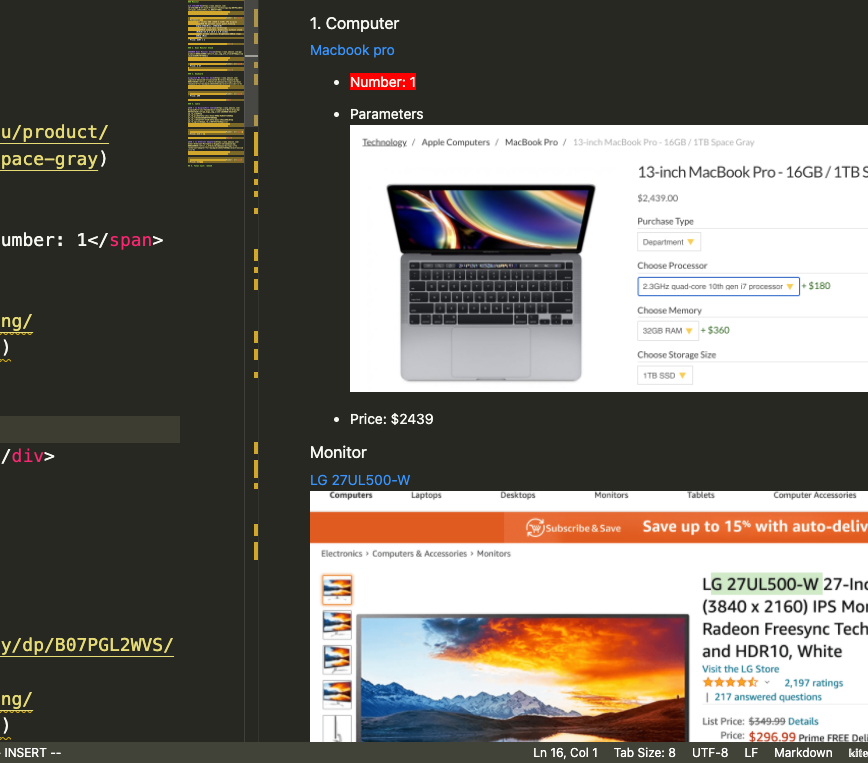 u/product/
pace-gray)
umber: 1</span>
ng/
)
/div>
y/dp/B07PGL2WVS/
ng/
)
INSERT --
1. Computer
Macbook pro
Number: 1
Parameters
Technology / Apple Computers / MacBook Pro / 13-inch MacBook Pro - 16GB / 1TB Space Gray
13-inch MacBook Pro - 16GB / 1TB S
$2,439.00
Purchase Type
Department
Choose Processor
2.3GHz quad-core 10th gen i7 processor + $180
Choose Memory
32GB RAM + $360
Choose Storage Size
1TB SSD
Price: $2439
Monitor
LG 27UL500-W
Computers Laptops Desktops Monitors Tablets Computer Accessories
Subscribe & Save Save up to 15% with auto-deliv
Electronics › Computers & Accessories › Monitors
LG 27UL500-W 27-Inc
(3840 x 2160) IPS Mon
Radeon Freesync Tech
and HDR10, White
Visit the LG Store
2,197 ratings
| 217 answered questions
List Price: $349.99 Details
Price: $296.99 Prime FREE Deli
Ln 16, Col 1 Tab Size: 8 UTF-8 LF Markdown kite